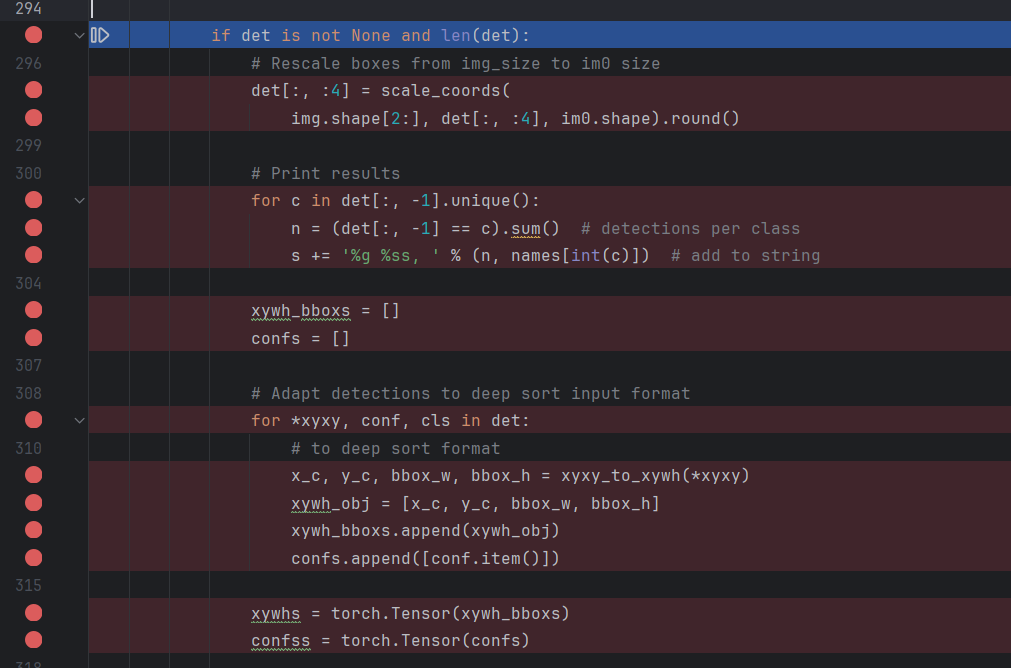 294
if det is not None and len(det):
296 # Rescale boxes from img_size to im0 size
det[:, :4] = scale_coords(
img.shape[2:], det[:, :4], im0.shape).round()
299
300 # Print results
for c in det[:, -1].unique():
n = (det[:, -1] == c).sum()  # detections per class
s += '%g %ss, ' % (n, names[int(c)])  # add to string
304
xywh_bboxs = []
confs = []
307
308 # Adapt detections to deep sort input format
for *xyxy, conf, cls in det:
310 # to deep sort format
x_c, y_c, bbox_w, bbox_h = xyxy_to_xywh(*xyxy)
xywh_obj = [x_c, y_c, bbox_w, bbox_h]
xywh_bboxs.append(xywh_obj)
confs.append([conf.item()])
315
xywhs = torch.Tensor(xywh_bboxs)
confss = torch.Tensor(confs)
318